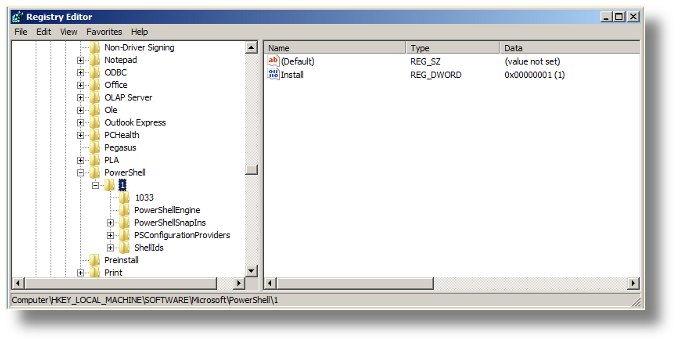 Registry Editor
File Edit View Favorites Help
Non-Driver Signing
Notepad
ODBC
Office
OLAP Server
Ole
Outlook Express
PCHealth
Pegasus
PLA
PowerShell
1
1033
PowerShellEngine
PowerShellSnapIns
PSConfigurationProviders
ShellIds
Preinstall
Print
Name Type Data
ab (Default) REG_SZ (value not set)
Install REG_DWORD 0x00000001 (1)
Computer\HKEY_LOCAL_MACHINE\SOFTWARE\Microsoft\PowerShell\1